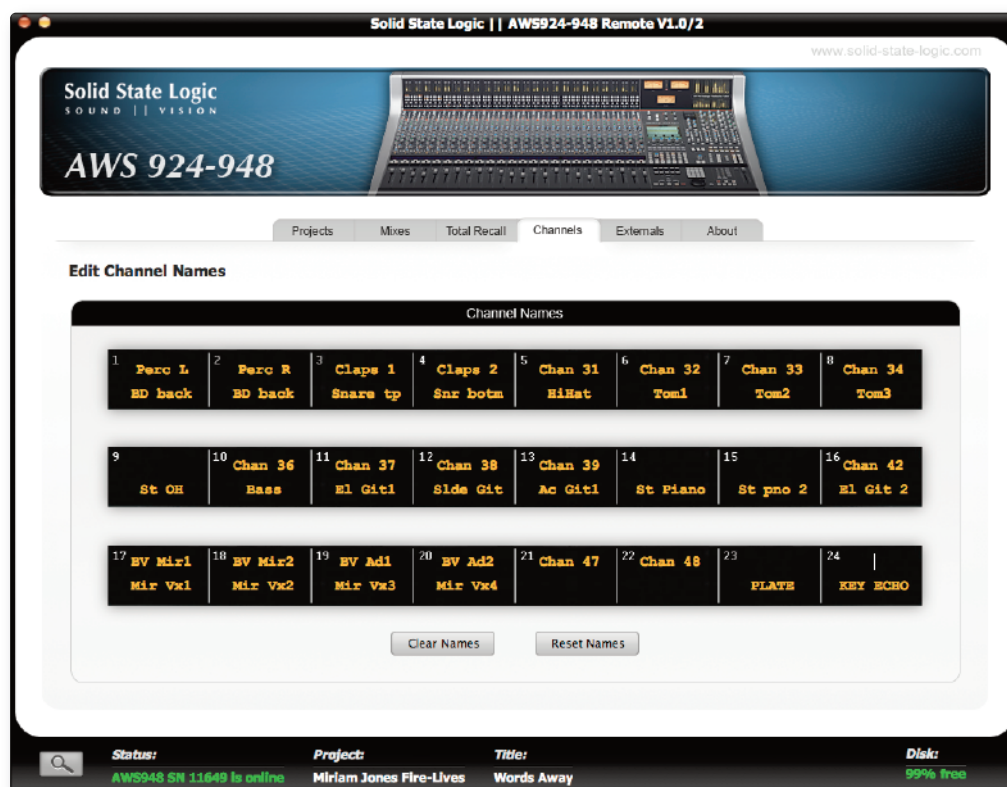 Solid State Logic || AWS924-948 Remote V1.0/2
www.solid-state-logic.com
Solid State Logic
SOUND || VISION
AWS 924-948
Projects Mixes Total Recall Channels Externals About
Edit Channel Names
Channel Names
1 Perc L 2 Perc R 3 Claps 1 4 Claps 2 5 Chan 31 6 Chan 32 7 Chan 33 8 Chan 34
BD back BD back Snare tp Snr botm HiHat Tom1 Tom2 Tom3
9 10 Chan 36 11 Chan 37 12 Chan 38 13 Chan 39 14 15 16 Chan 42
St OH Bass El Git1 Slde Git Ac Git1 St Piano St pno 2 El Git 2
17 BV Mir1 18 BV Mir2 19 BV Ad1 20 BV Ad2 21 Chan 47 22 Chan 48 23 24
Mir Vx1 Mir Vx2 Mir Vx3 Mir Vx4 PLATE KEY ECHO
Clear Names Reset Names
Status: Project: Title: Disk:
AWS948 SN 11649 is online Miriam Jones Fire-Lives Words Away 99% free